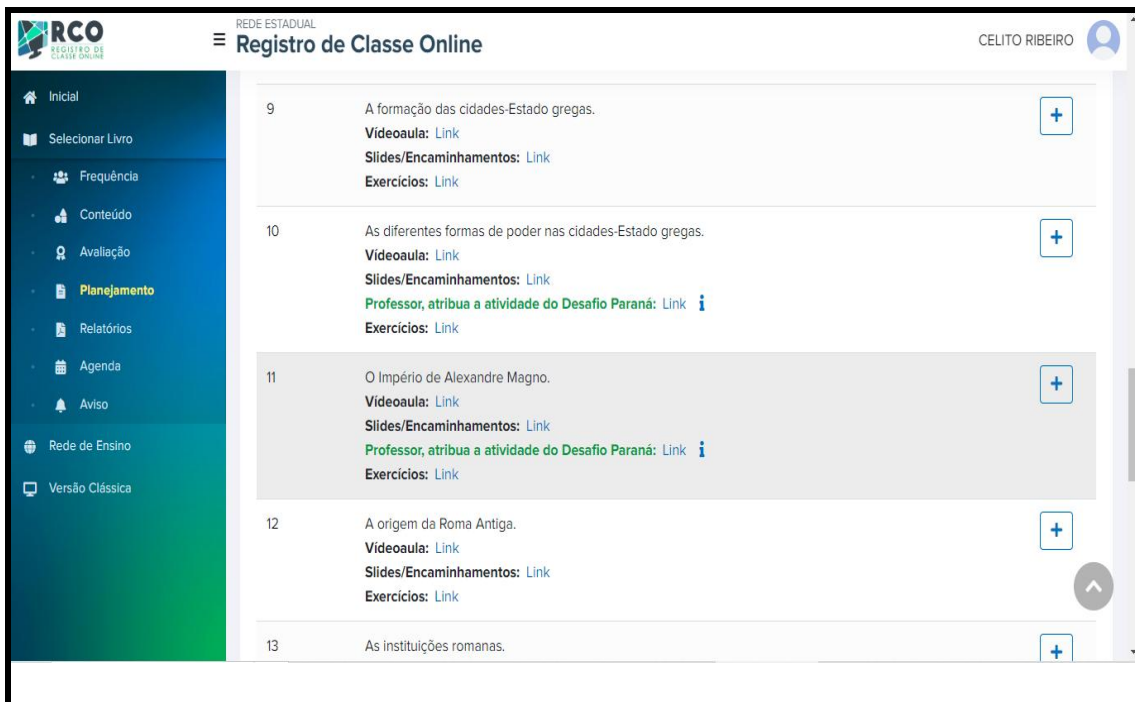 RCO
REGISTRO DE
CLASSE ONLINE
REDE ESTADUAL
Registro de Classe Online
CELITO RIBEIRO
Inicial
Selecionar Livro
Frequência
Conteúdo
Avaliação
Planejamento
Relatórios
Agenda
Aviso
Rede de Ensino
Versão Clássica
9 A formação das cidades-Estado gregas.
Vídeoaula: Link
Slides/Encaminhamentos: Link
Exercícios: Link
10 As diferentes formas de poder nas cidades-Estado gregas.
Vídeoaula: Link
Slides/Encaminhamentos: Link
Professor, atribua a atividade do Desafio Paraná: Link i
Exercícios: Link
11 O Império de Alexandre Magno.
Vídeoaula: Link
Slides/Encaminhamentos: Link
Professor, atribua a atividade do Desafio Paraná: Link i
Exercícios: Link
12 A origem da Roma Antiga.
Vídeoaula: Link
Slides/Encaminhamentos: Link
Exercícios: Link
13 As instituições romanas.